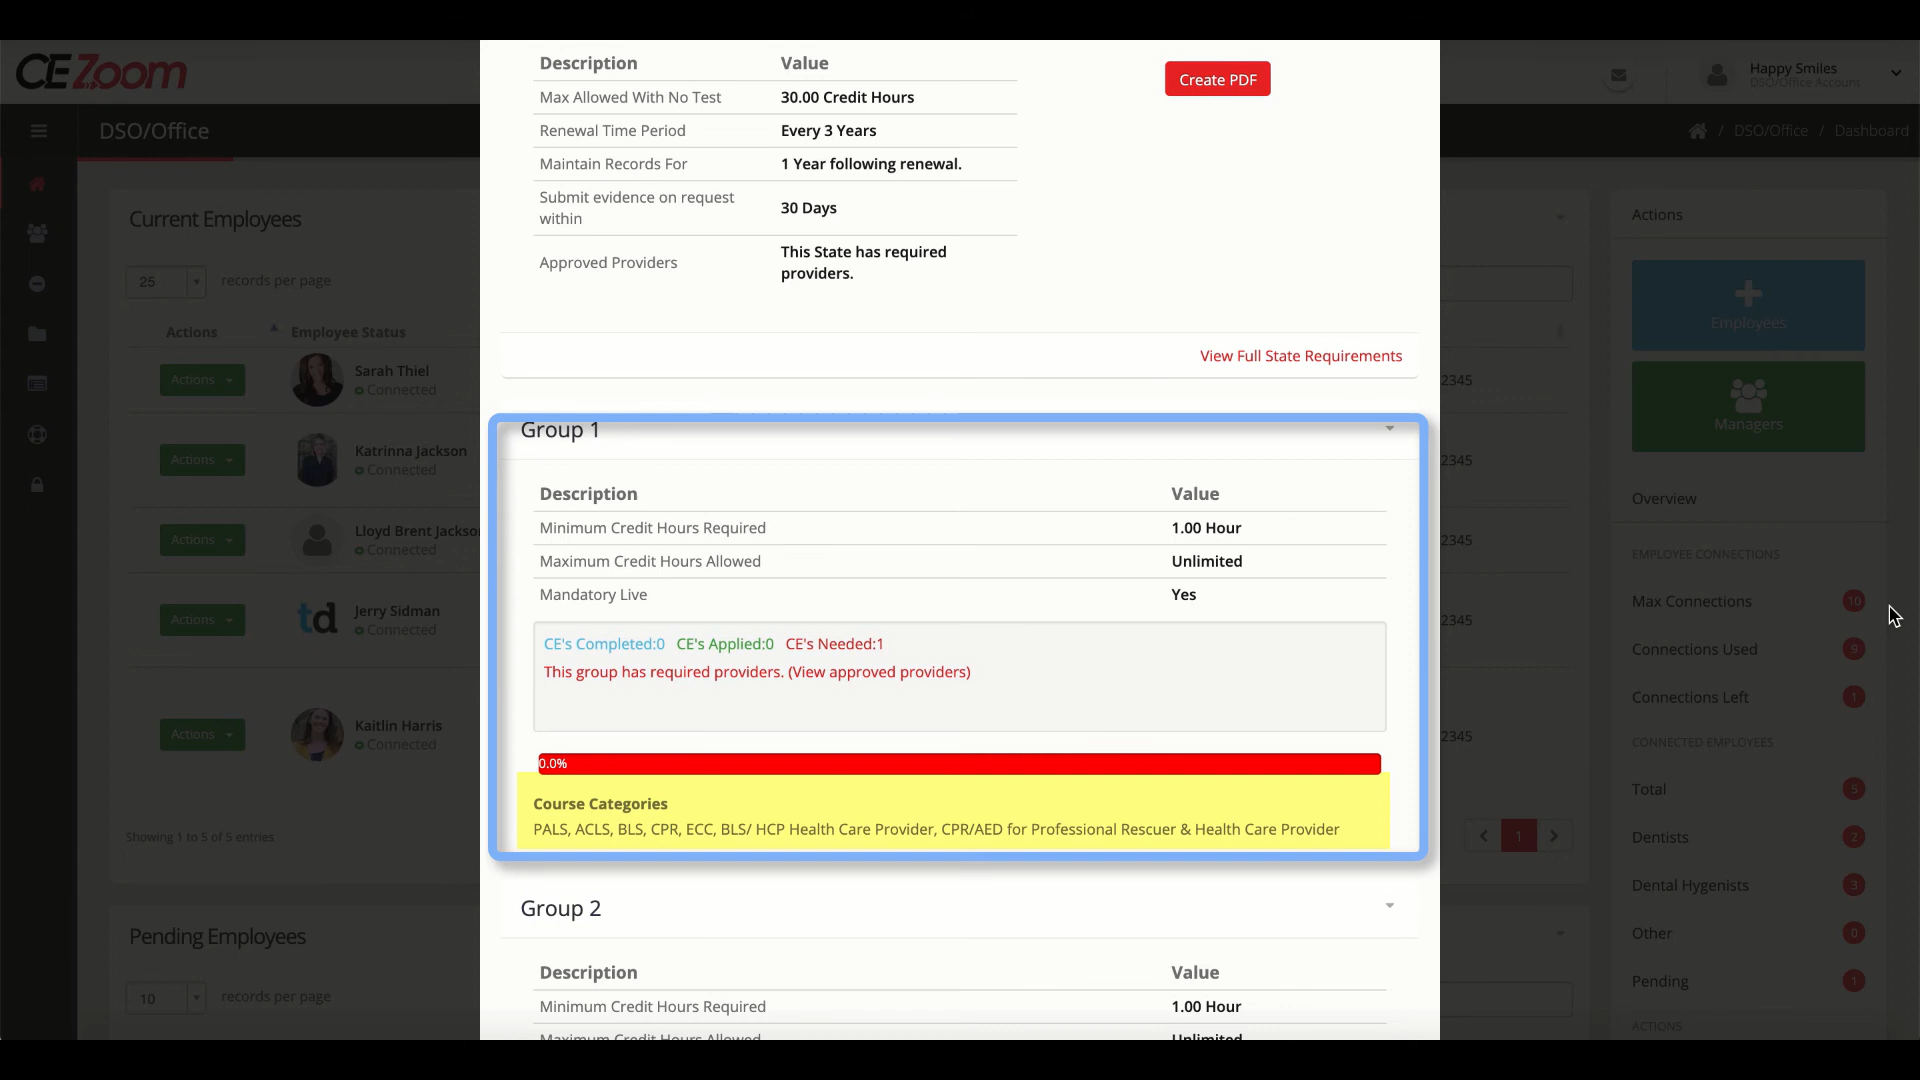 CE Zoom
Happy Smiles
DSO/Office Account
DSO/Office
/ DSO/Office / Dashboard
Current Employees
25 records per page
Actions Employee Status
Actions Sarah Thiel
Connected
2345
Actions Katrinna Jackson
Connected
2345
Actions Lloyd Brent Jackso
Connected
2345
Actions Jerry Sidman
Connected
2345
td
Actions Kaitlin Harris
Connected
2345
Showing 1 to 5 of 5 entries
1
Pending Employees
10 records per page
Description Value
Max Allowed With No Test 30.00 Credit Hours
Renewal Time Period Every 3 Years
Maintain Records For 1 Year following renewal.
Submit evidence on request
within
30 Days
Approved Providers
This State has required
providers.
Create PDF
View Full State Requirements
Group 1
Description Value
Minimum Credit Hours Required 1.00 Hour
Maximum Credit Hours Allowed Unlimited
Mandatory Live Yes
CE's Completed:0 CE's Applied:0 CE's Needed:1
This group has required providers. (View approved providers)
0.0%
Course Categories
PALS, ACLS, BLS, CPR, ECC, BLS/ HCP Health Care Provider, CPR/AED for Professional Rescuer & Health Care Provider
Group 2
Description Value
Minimum Credit Hours Required 1.00 Hour
Maximum Credit Hours Allowed Unlimited
Actions
Employees
Managers
Overview
EMPLOYEE CONNECTIONS
Max Connections 10
Connections Used 9
Connections Left 1
CONNECTED EMPLOYEES
Total 5
Dentists 2
Dental Hygenists 3
Other 0
Pending 1
ACTIONS